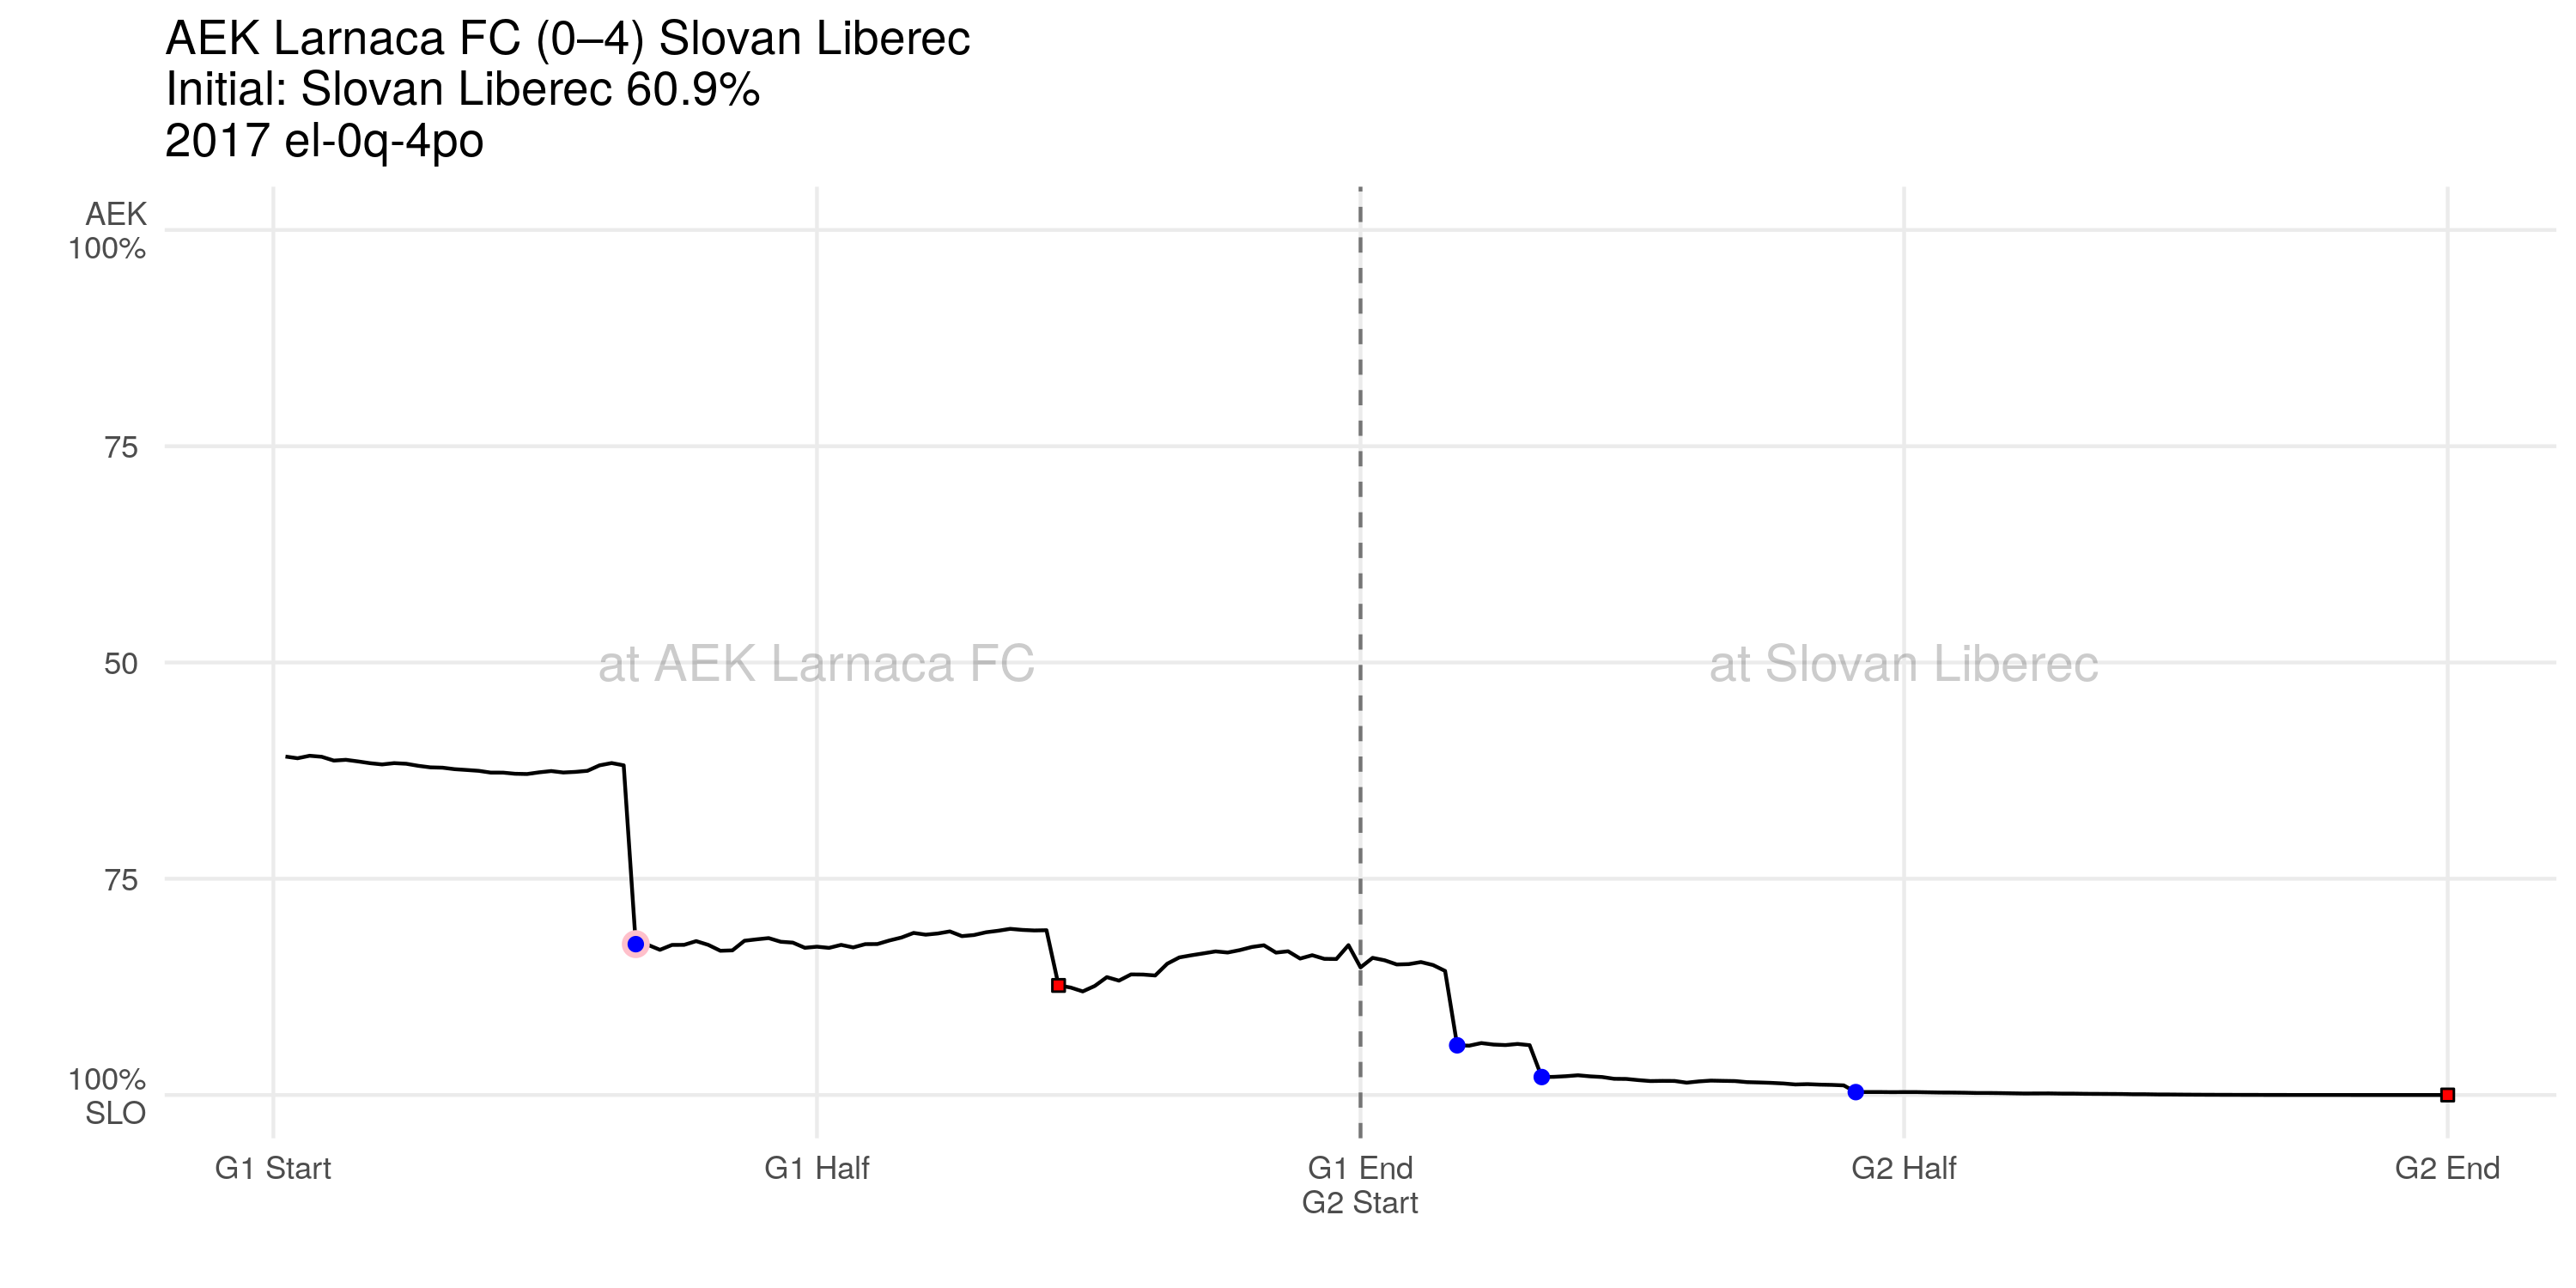 AEK Larnaca FC (0–4) Slovan Liberec
Initial: Slovan Liberec 60.9%
2017 el-0q-4po
AEK
100%
75
50
75
100%
SLO
at AEK Larnaca FC
at Slovan Liberec
G1 Start
G1 Half
G1 End
G2 Start
G2 Half
G2 End